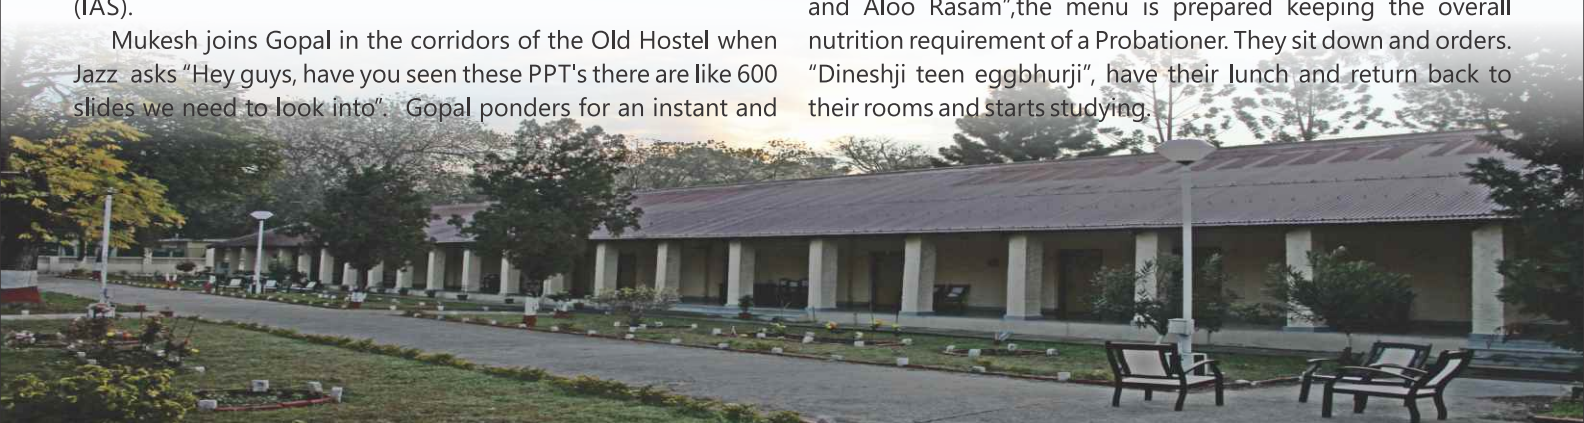 (IAS).
Mukesh joins Gopal in the corridors of the Old Hostel when
Jazz asks “Hey guys, have you seen these PPT's there are like 600
slides we need to look into”. Gopal ponders for an instant and
and Aloo Rasam”,the menu is prepared keeping the overall
nutrition requirement of a Probationer. They sit down and orders.
“Dineshji teen eggbhurji”, have their lunch and return back to
their rooms and starts studying.